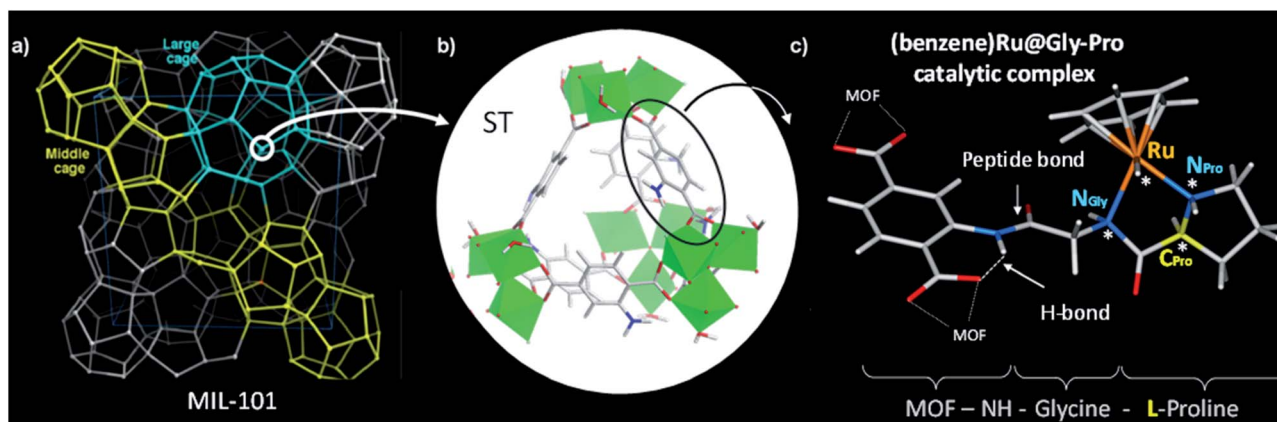 a)
Large
cage
Middle
cage
MIL-101
b)
ST
c)
(benzene)Ru@Gly-Pro
catalytic complex
MOF
Peptide bond
Ru
*
NPro
*
NGly
*
*
CPro
MOF
H-bond
MOF – NH - Glycine - L-Proline